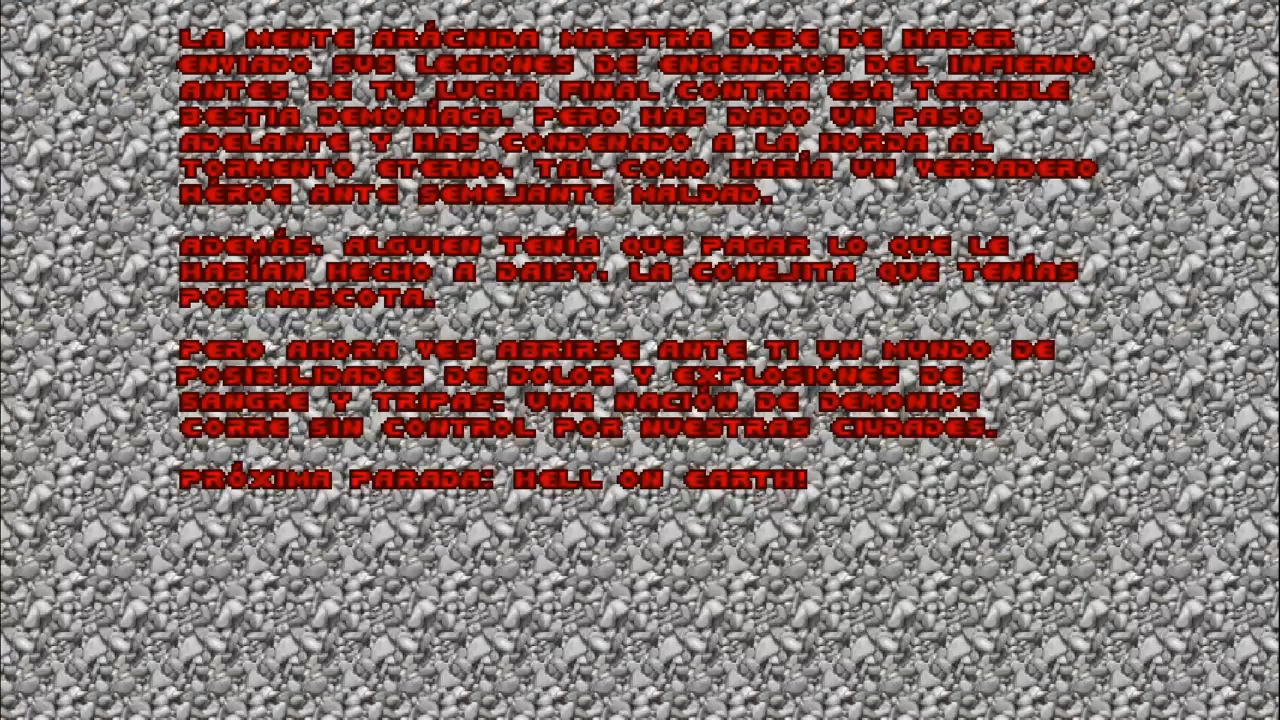 LA MENTE ARÁCNIDA MAESTRA DEBE DE HABER
ENVIADO SUS LEGIONES DE ENGENDROS DEL INFIERNO
ANTES DE TU LUCHA FINAL CONTRA ESA TERRIBLE
BESTIA DEMONÍACA. PERO HAS DADO UN PASO
ADELANTE Y HAS CONDENADO A LA HORDA AL
TORMENTO ETERNO, TAL COMO HARÍA UN VERDADERO
HÉROE ANTE SEMEJANTE MALDAD.
ADEMÁS, ALGUIEN TENÍA QUE PAGAR LO QUE LE
HABÍAN HECHO A DAISY, LA CONEJITA QUE TENÍAS
POR MASCOTA.
PERO AHORA VES ABRIRSE ANTE TI UN MUNDO DE
POSIBILIDADES DE DOLOR Y EXPLOSIONES DE
SANGRE Y TRIPAS: UNA NACIÓN DE DEMONIOS
CORRE SIN CONTROL POR NUESTRAS CIUDADES.
PRÓXIMA PARADA: HELL ON EARTH!